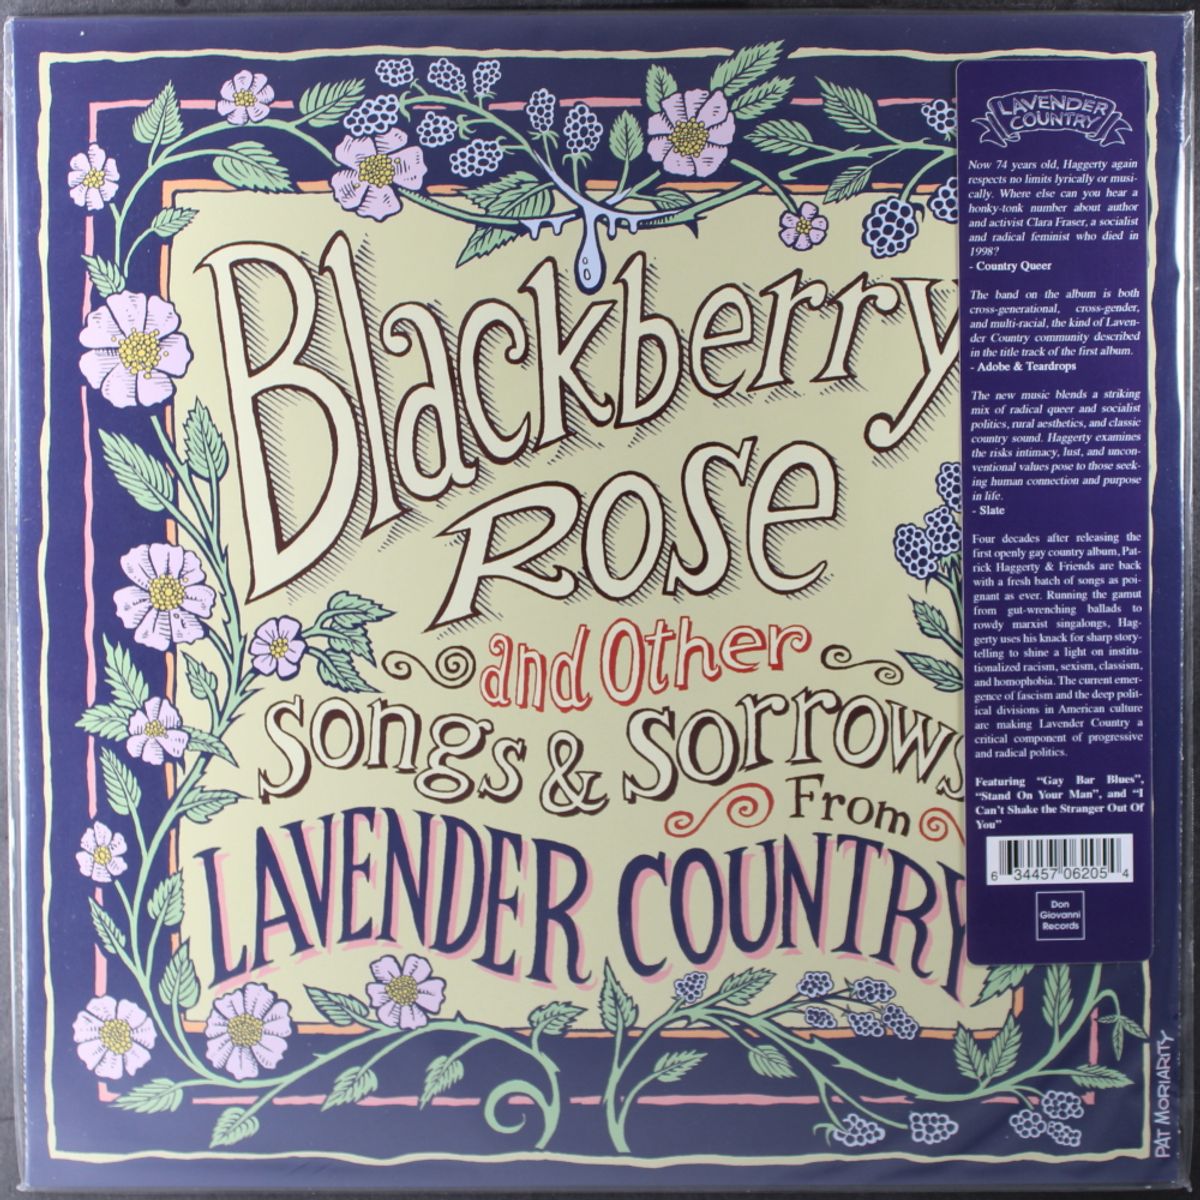 Blackberry
Rose
and Other
Songs & Sorrows
From
LAVENDER COUNTRY
PAT MORIARITY
LAVENDER
COUNTRY
Now 74 years old, Haggerty again
respects no limits lyrically or musi-
cally. Where else can you hear a
honky-tonk number about author
and activist Clara Fraser, a socialist
and radical feminist who died in
1998?
- Country Queer
The band on the album is both
cross-generational, cross-gender,
and multi-racial, the kind of Laven-
der Country community described
in the title track of the first album.
- Adobe & Teardrops
The new music blends a striking
mix of radical queer and socialist
politics, rural aesthetics, and classic
country sound. Haggerty examines
the risks intimacy, lust, and uncon-
ventional values pose to those seek-
ing human connection and purpose
in life.
- Slate
Four decades after releasing the
first openly gay country album, Pat-
rick Haggerty & Friends are back
with a fresh batch of songs as poi-
gnant as ever. Running the gamut
from gut-wrenching ballads to
rowdy marxist singalongs, Hag-
gerty uses his knack for sharp story-
telling to shine a light on institu-
tionalized racism, sexism, classism,
and homophobia. The current emer-
gence of fascism and the deep polit-
ical divisions in American culture
are making Lavender Country a
critical component of progressive
and radical politics.
Featuring “Gay Bar Blues”,
“Stand On Your Man”, and “I
Can’t Shake the Stranger Out Of
You”
6 34457 06205 4
Don
Giovanni
Records